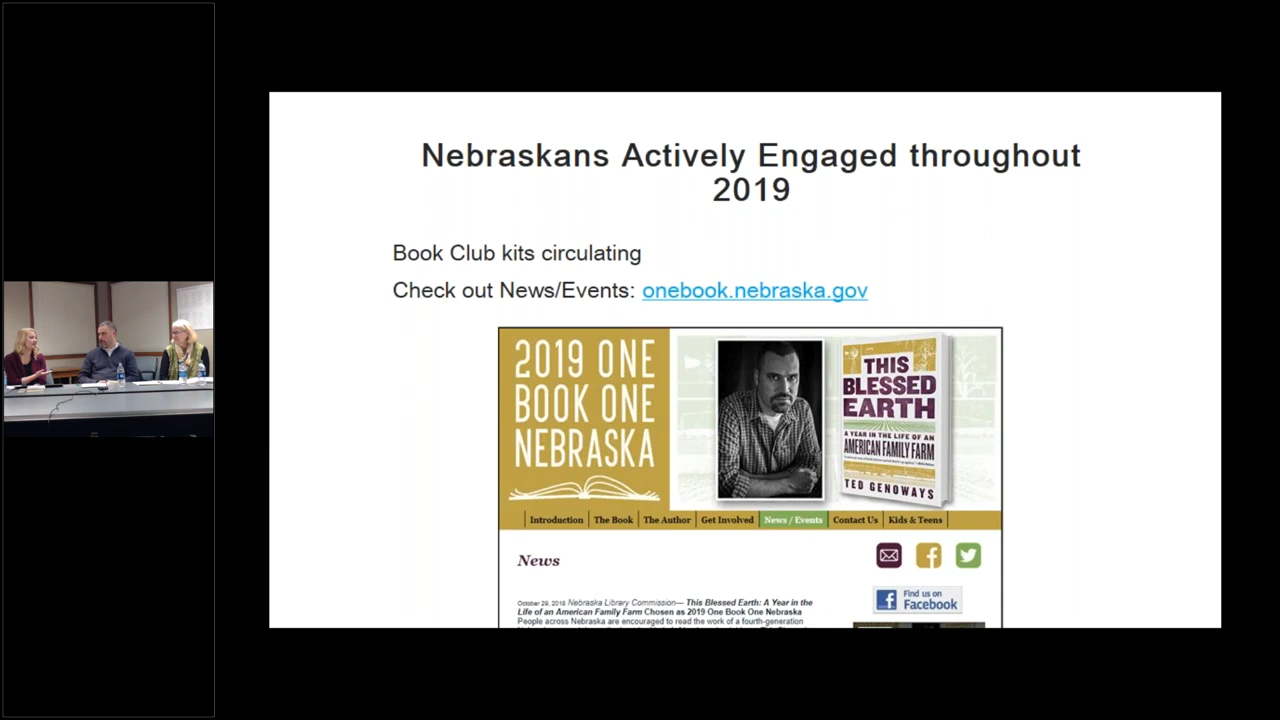 Nebraskans Actively Engaged throughout
2019
Book Club kits circulating
Check out News/Events: onebook.nebraska.gov
2019 ONE
BOOK ONE
NEBRASKA
THIS
BLESSED
EARTH
A YEAR IN THE LIFE OF AN
AMERICAN FAMILY FARM
TED GENOWAYS
Introduction
The Book
The Author
Get Involved
News / Events
Contact Us
Kids & Teens
News
Find us on
Facebook
October 29, 2018 Nebraska Library Commission— This Blessed Earth: A Year in the
Life of an American Family Farm Chosen as 2019 One Book One Nebraska
People across Nebraska are encouraged to read the work of a fourth-generation